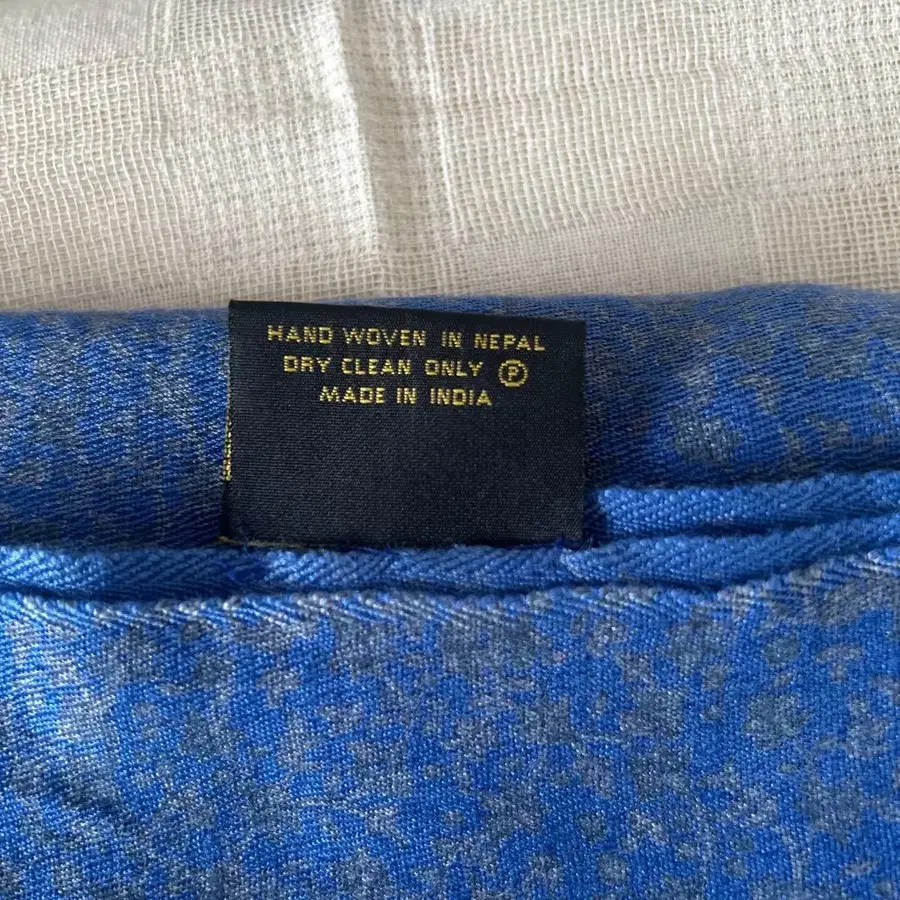 HAND WOVEN IN NEPAL
DRY CLEAN ONLY Ⓟ
MADE IN INDIA